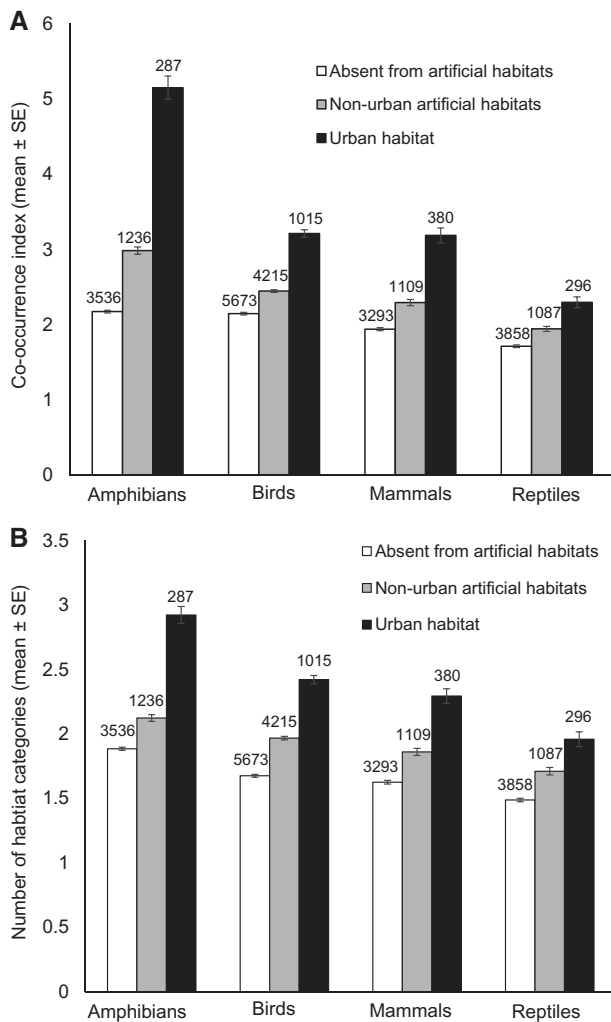 A
Co-occurrence index (mean ± SE)
6
5
4
3
2
1
0
Absent from artificial habitats
Non-urban artificial habitats
Urban habitat
3536
1236
287
5673
4215
1015
3293
1109
380
3858
1087
296
Amphibians
Birds
Mammals
Reptiles
B
Number of habtiat categories (mean ± SE)
3.5
3
2.5
2
1.5
1
0.5
0
Absent from artificial habitats
Non-urban artificial habitats
Urban habitat
3536
1236
287
5673
4215
1015
3293
1109
380
3858
1087
296
Amphibians
Birds
Mammals
Reptiles